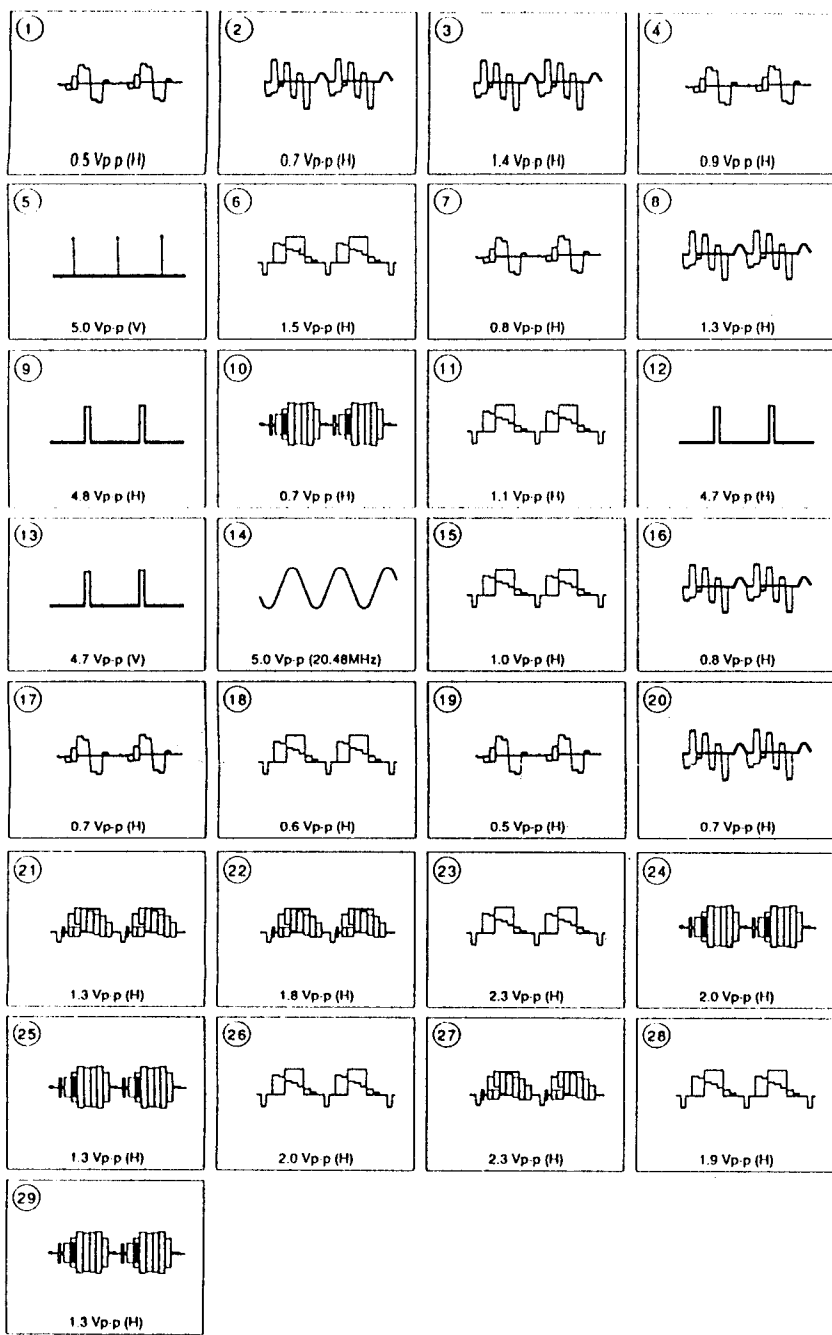 1 2 3 4
0.5 Vp-p (H) 0.7 Vp-p (H) 1.4 Vp-p (H) 0.9 Vp-p (H)
5 6 7 8
5.0 Vp-p (V) 1.5 Vp-p (H) 0.8 Vp-p (H) 1.3 Vp-p (H)
9 10 11 12
4.8 Vp-p (H) 0.7 Vp-p (H) 1.1 Vp-p (H) 4.7 Vp-p (H)
13 14 15 16
4.7 Vp-p (V) 5.0 Vp-p (20.48MHz) 1.0 Vp-p (H) 0.8 Vp-p (H)
17 18 19 20
0.7 Vp-p (H) 0.6 Vp-p (H) 0.5 Vp-p (H) 0.7 Vp-p (H)
21 22 23 24
1.3 Vp-p (H) 1.8 Vp-p (H) 2.3 Vp-p (H) 2.0 Vp-p (H)
25 26 27 28
1.3 Vp-p (H) 2.0 Vp-p (H) 2.3 Vp-p (H) 1.9 Vp-p (H)
29
1.3 Vp-p (H)